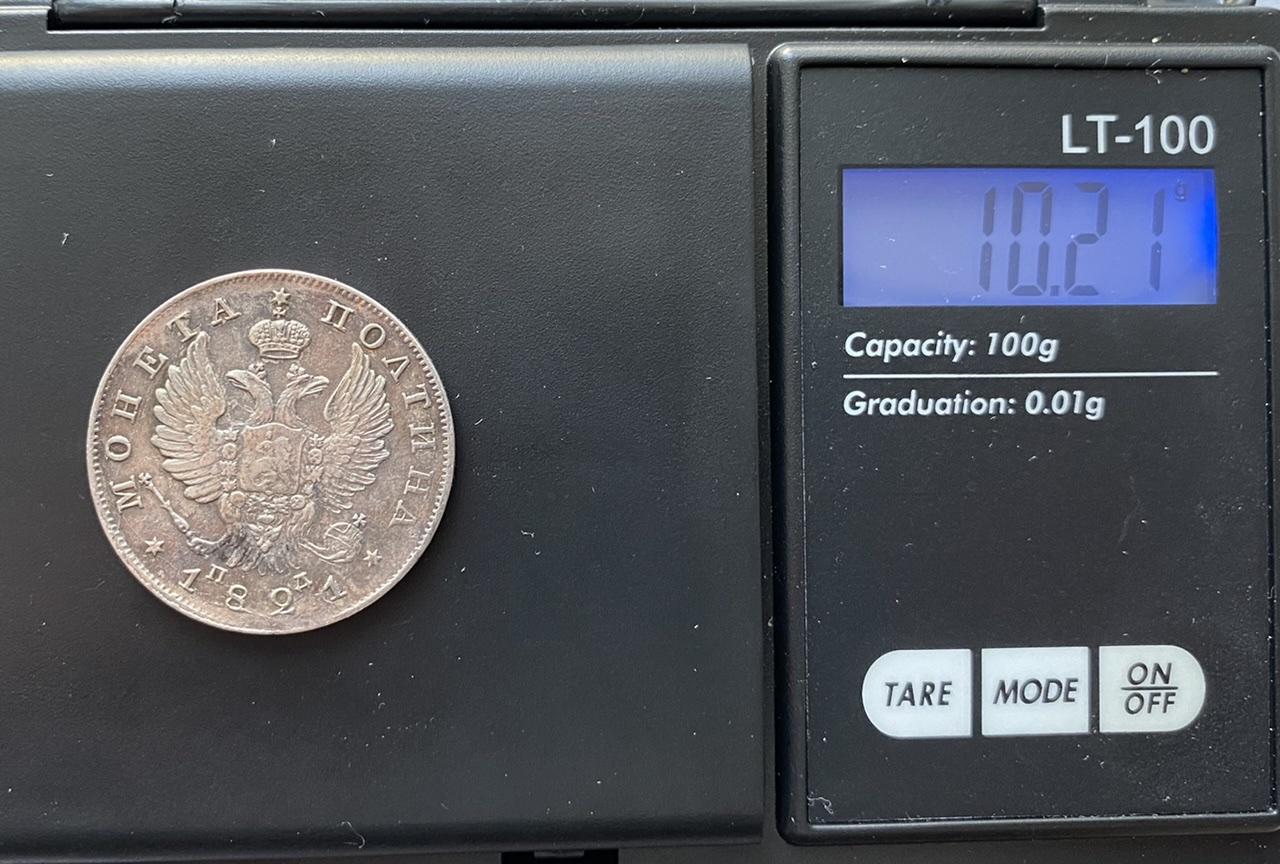 МОНЕТА ПОЛТИНА
П Д
1821
LT-100
10.21 g
Capacity: 100g
Graduation: 0.01g
TARE
MODE
ON
OFF